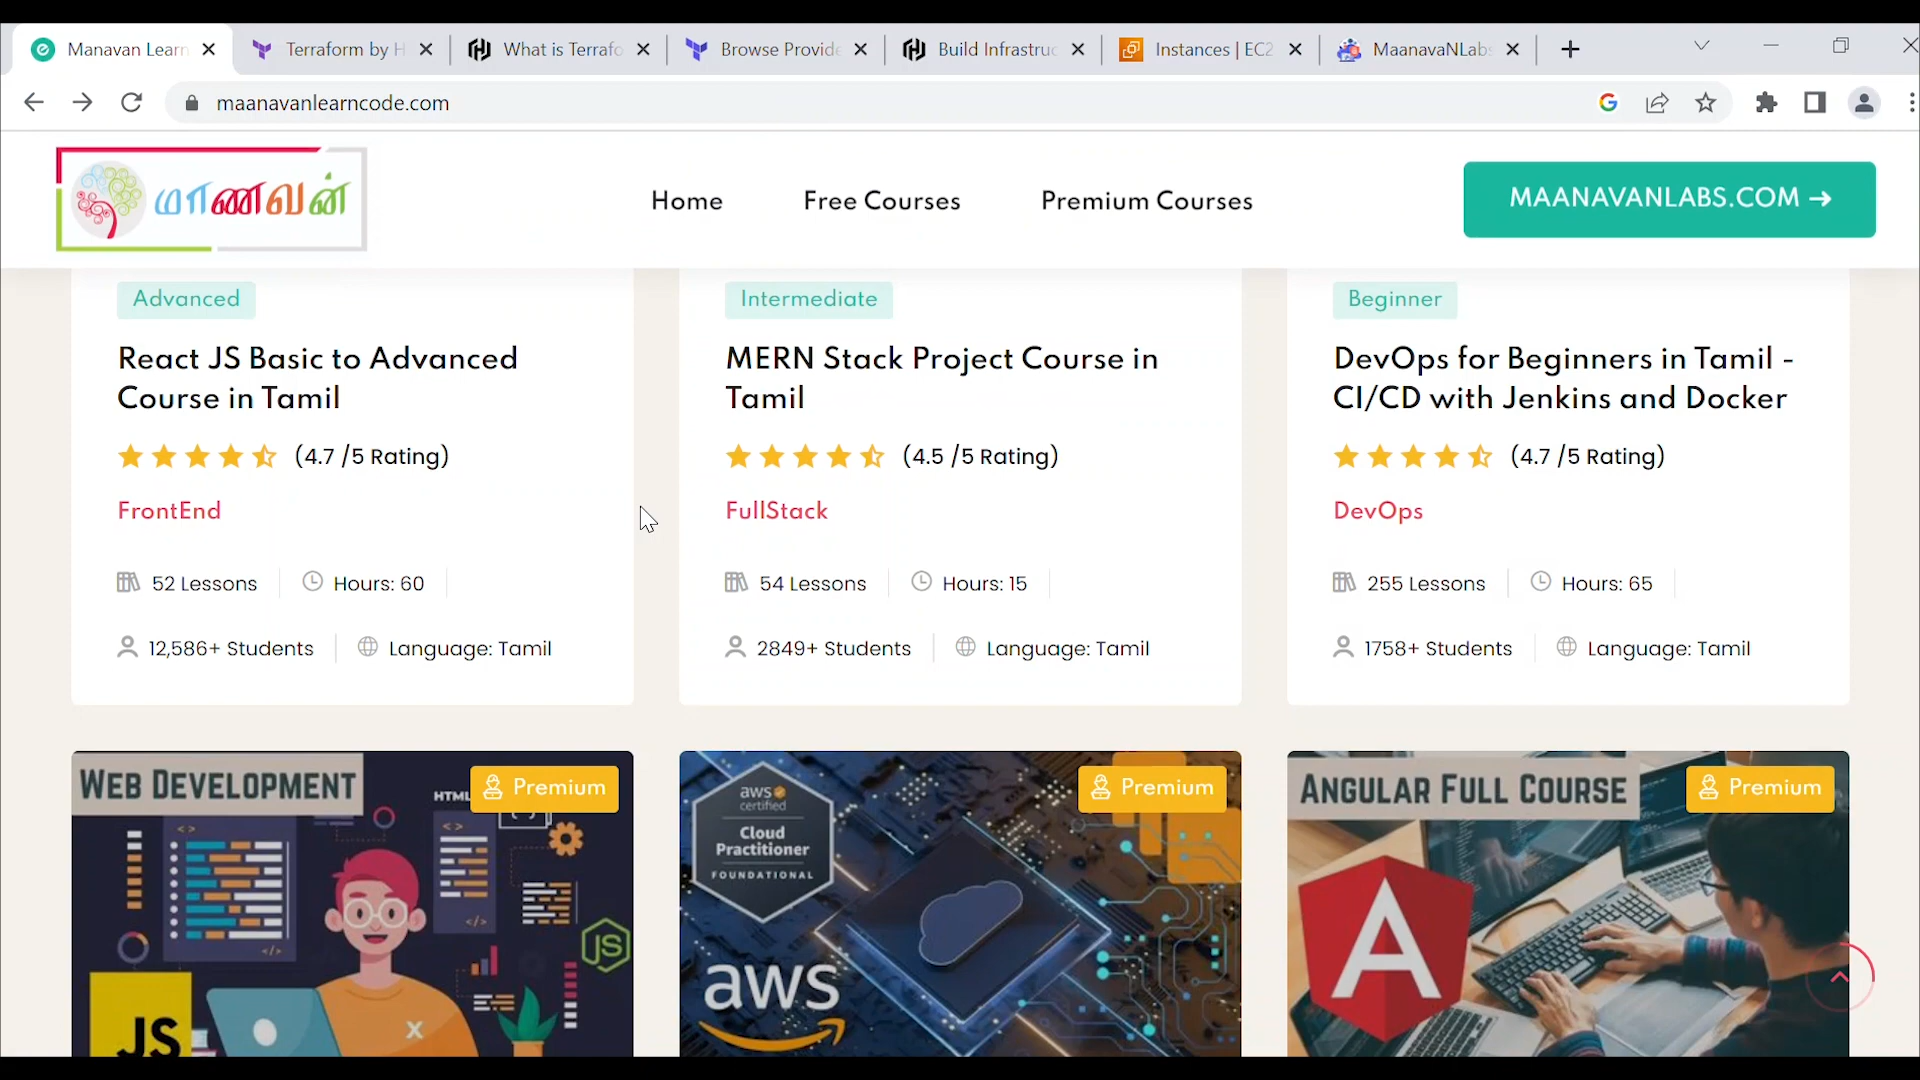 Manavan Learn
Terraform by H
What is Terrafo
Browse Provide
Build Infrastruc
Instances | EC2
MaanavaNLabs
maanavanlearncode.com
மாணவன்
Home
Free Courses
Premium Courses
MAANAVANLABS.COM →
Advanced
React JS Basic to Advanced
Course in Tamil
(4.7 /5 Rating)
FrontEnd
52 Lessons
Hours: 60
12,586+ Students
Language: Tamil
Intermediate
MERN Stack Project Course in
Tamil
(4.5 /5 Rating)
FullStack
54 Lessons
Hours: 15
2849+ Students
Language: Tamil
Beginner
DevOps for Beginners in Tamil -
CI/CD with Jenkins and Docker
(4.7 /5 Rating)
DevOps
255 Lessons
Hours: 65
1758+ Students
Language: Tamil
WEB DEVELOPMENT
Premium
HTML
JS
JS
Premium
aws
certified
Cloud
Practitioner
FOUNDATIONAL
aws
ANGULAR FULL COURSE
Premium
A